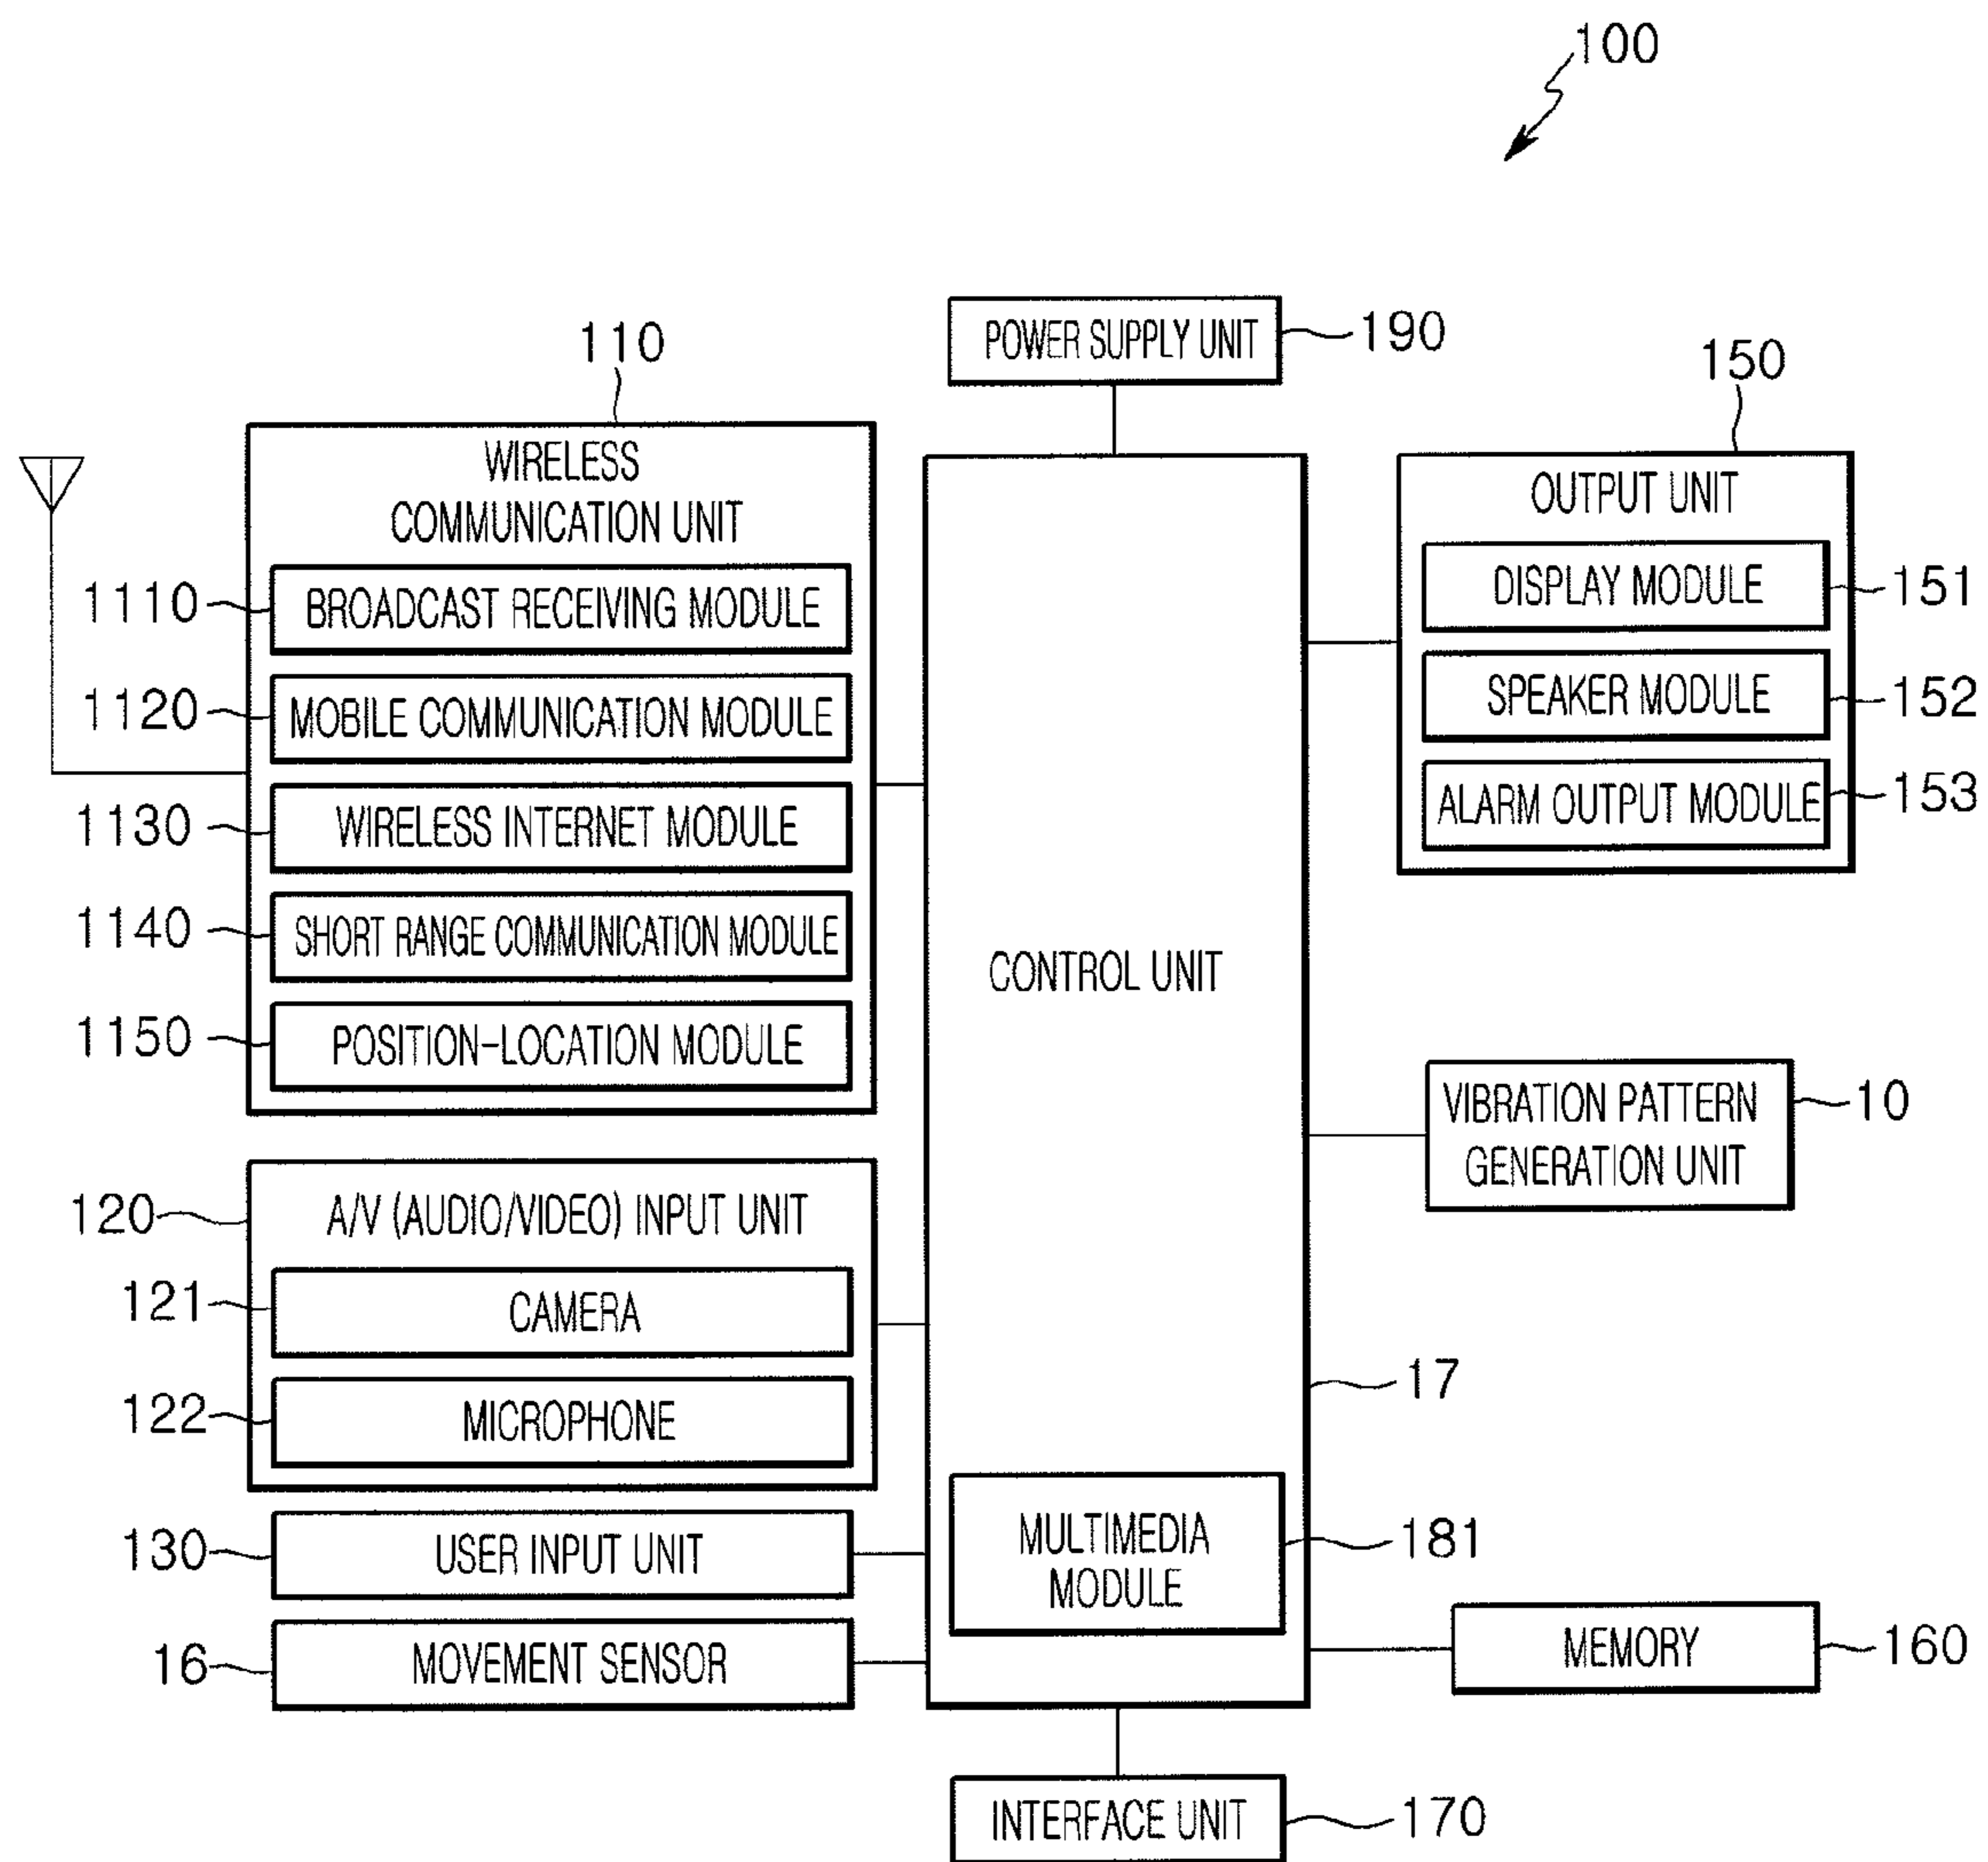 100
POWER SUPPLY UNIT
190
110
150
WIRELESS
COMMUNICATION UNIT
1110
BROADCAST RECEIVING MODULE
1120
MOBILE COMMUNICATION MODULE
1130
WIRELESS INTERNET MODULE
1140
SHORT RANGE COMMUNICATION MODULE
1150
POSITION-LOCATION MODULE
OUTPUT UNIT
DISPLAY MODULE
151
SPEAKER MODULE
152
ALARM OUTPUT MODULE
153
CONTROL UNIT
VIBRATION PATTERN
GENERATION UNIT
10
120
A/V (AUDIO/VIDEO) INPUT UNIT
121
CAMERA
122
MICROPHONE
17
130
USER INPUT UNIT
MULTIMEDIA
MODULE
181
16
MOVEMENT SENSOR
MEMORY
160
INTERFACE UNIT
170